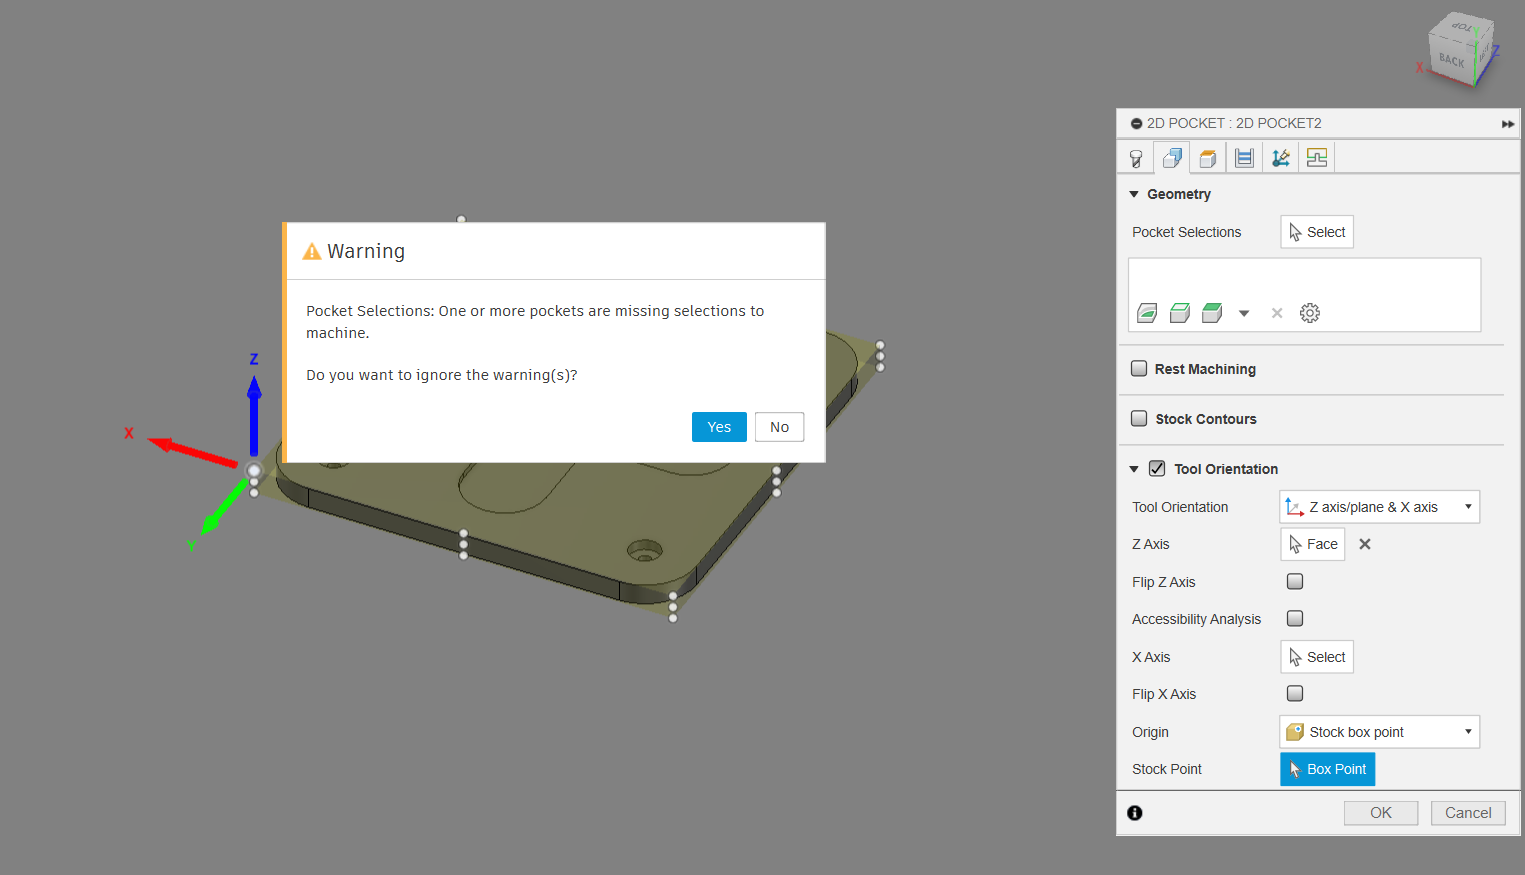 TOP
BACK
X
Y
Z
2D POCKET : 2D POCKET2
Geometry
Pocket Selections
Select
Rest Machining
Stock Contours
Tool Orientation
Tool Orientation
Z axis/plane & X axis
Z Axis
Face
Flip Z Axis
Accessibility Analysis
X Axis
Select
Flip X Axis
Origin
Stock box point
Stock Point
Box Point
OK
Cancel
Warning
Pocket Selections: One or more pockets are missing selections to
machine.
Do you want to ignore the warning(s)?
Yes
No
Z
X
Y